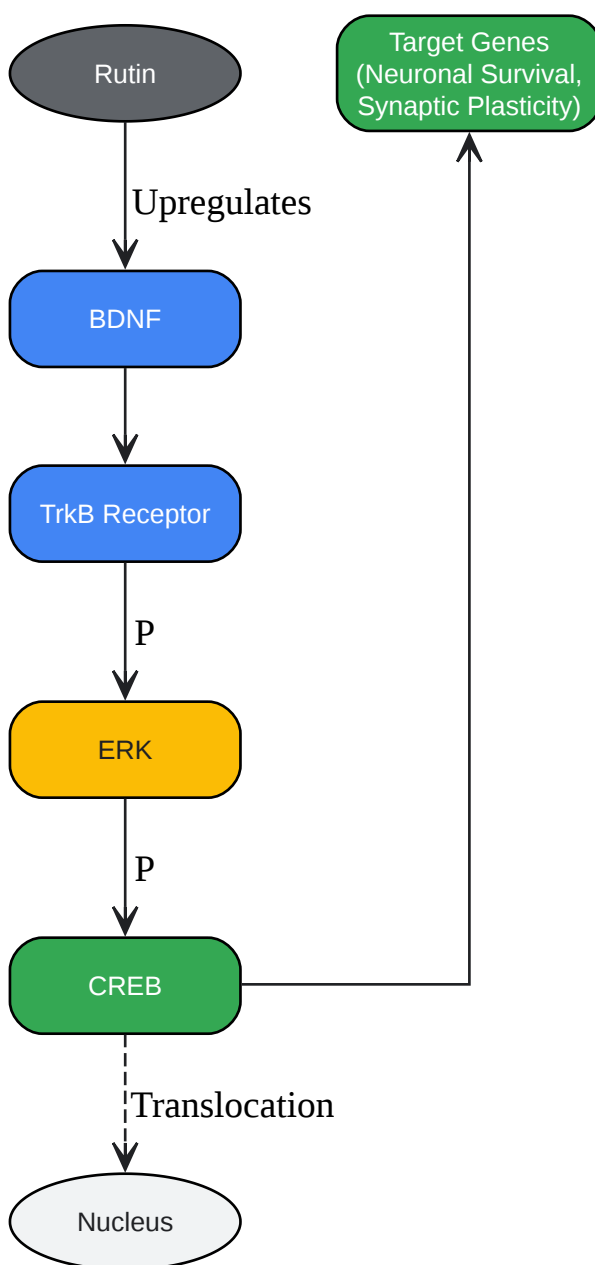 Rutin
Target Genes
(Neuronal Survival,
Synaptic Plasticity)
Upregulates
BDNF
TrkB Receptor
P
ERK
P
CREB
Translocation
Nucleus